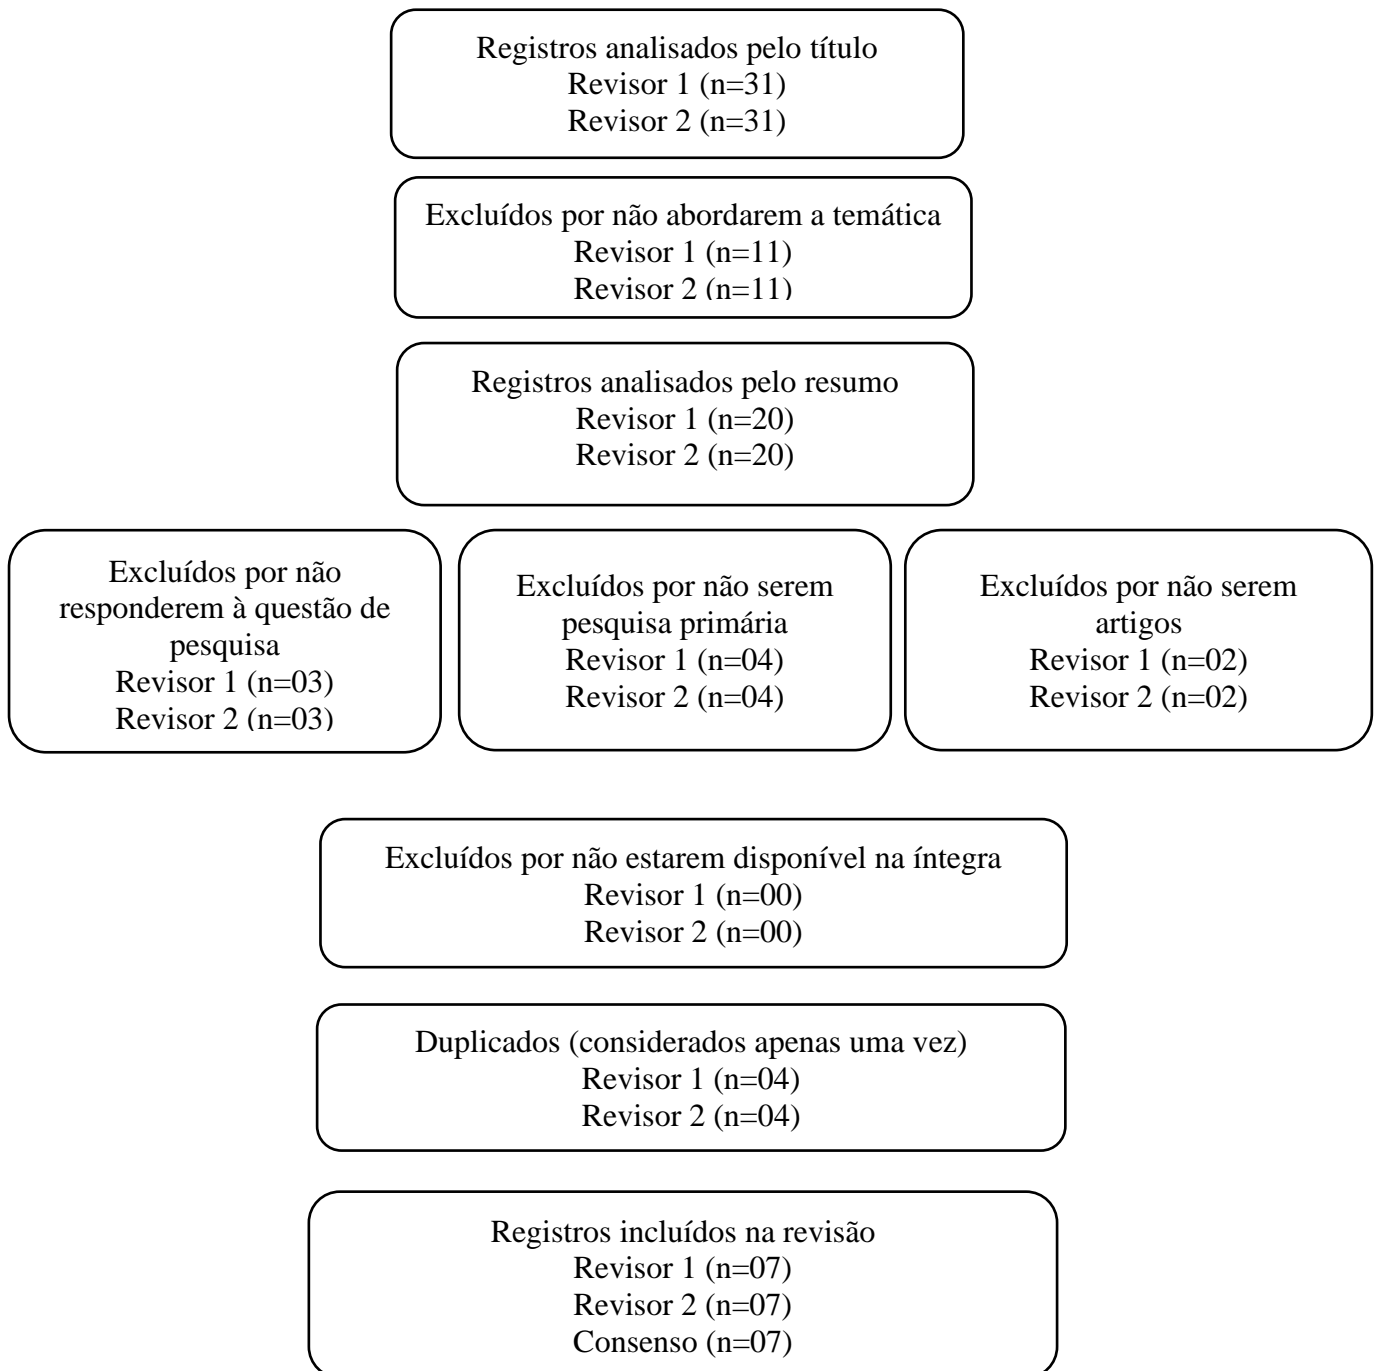 Registros analisados pelo título
Revisor 1 (n=31)
Revisor 2 (n=31)
Excluídos por não abordarem a temática
Revisor 1 (n=11)
Revisor 2 (n=11)
Registros analisados pelo resumo
Revisor 1 (n=20)
Revisor 2 (n=20)
Excluídos por não
responderem à questão de
pesquisa
Revisor 1 (n=03)
Revisor 2 (n=03)
Excluídos por não serem
pesquisa primária
Revisor 1 (n=04)
Revisor 2 (n=04)
Excluídos por não serem
artigos
Revisor 1 (n=02)
Revisor 2 (n=02)
Excluídos por não estarem disponível na íntegra
Revisor 1 (n=00)
Revisor 2 (n=00)
Duplicados (considerados apenas uma vez)
Revisor 1 (n=04)
Revisor 2 (n=04)
Registros incluídos na revisão
Revisor 1 (n=07)
Revisor 2 (n=07)
Consenso (n=07)